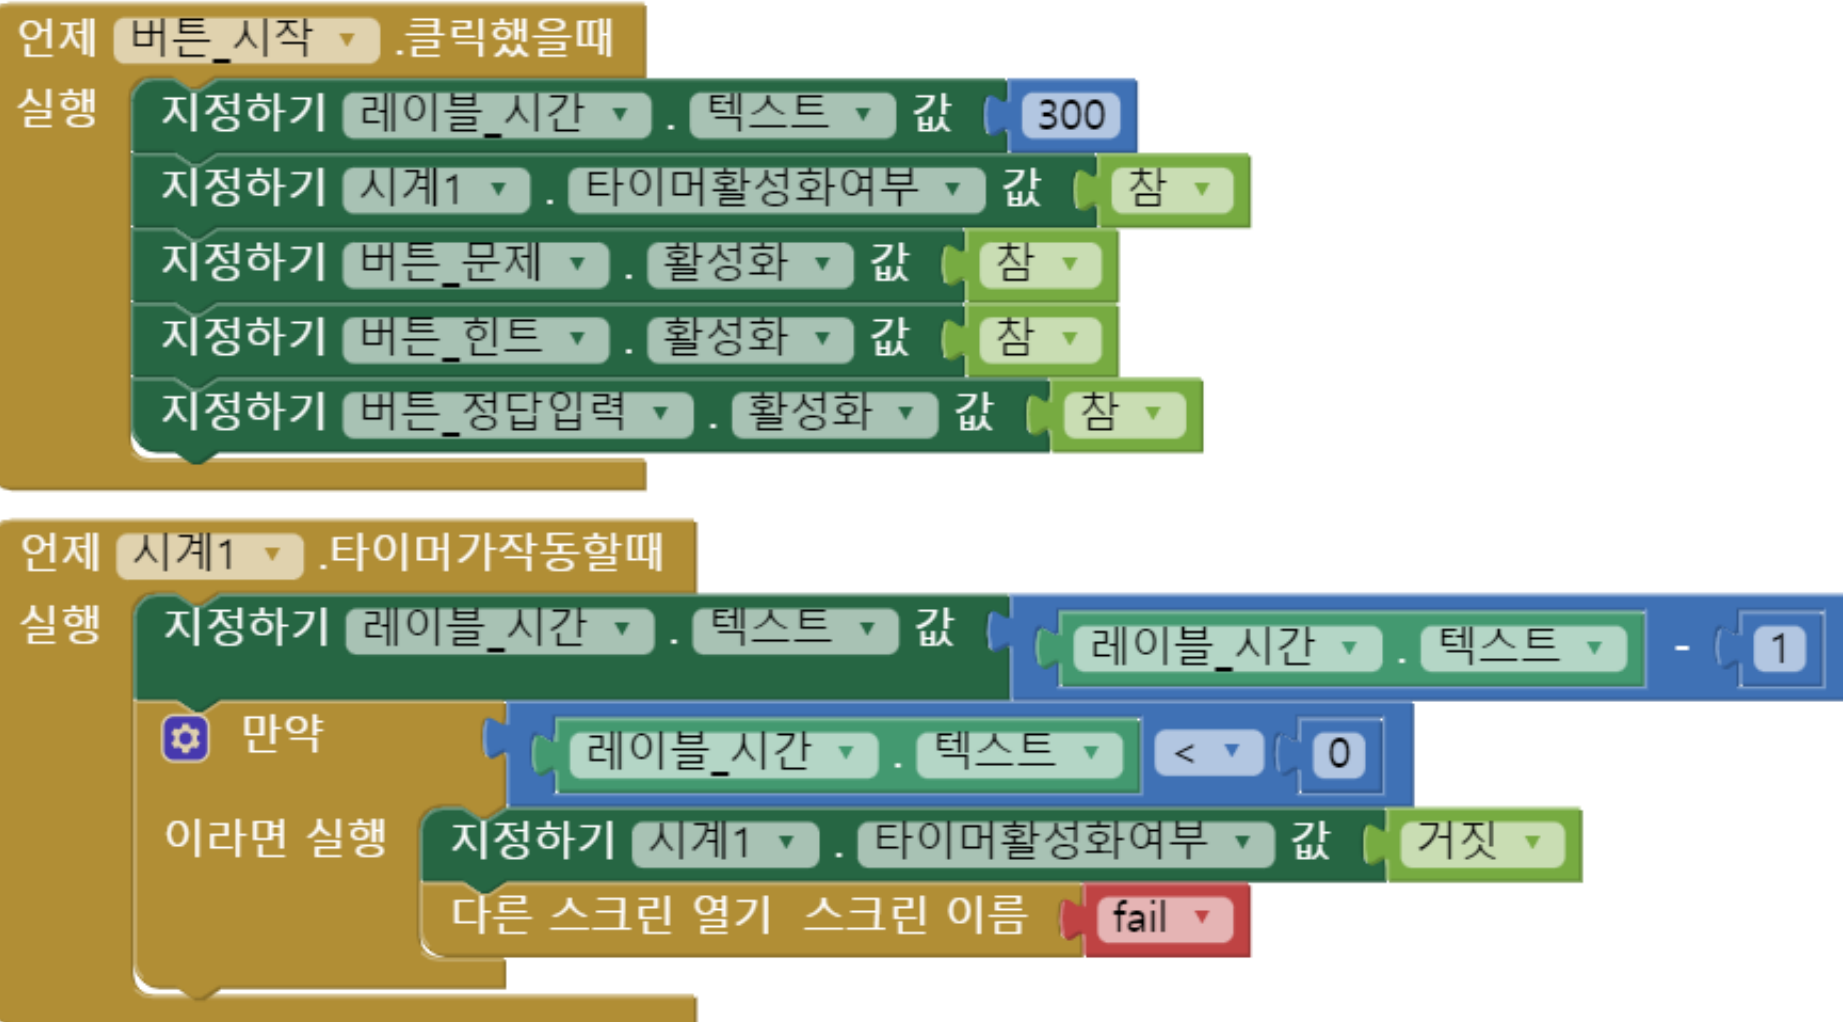 언제 버튼_시작 .클릭했을때
실행 지정하기 레이블_시간 . 텍스트 값 300
지정하기 시계1 . 타이머활성화여부 값 참
지정하기 버튼_문제 . 활성화 값 참
지정하기 버튼_힌트 . 활성화 값 참
지정하기 버튼_정답입력 . 활성화 값 참
언제 시계1 .타이머가작동할때
실행 지정하기 레이블_시간 . 텍스트 값 레이블_시간 . 텍스트 - 1
만약 레이블_시간 . 텍스트 < 0
이라면 실행 지정하기 시계1 . 타이머활성화여부 값 거짓
다른 스크린 열기 스크린 이름 fail